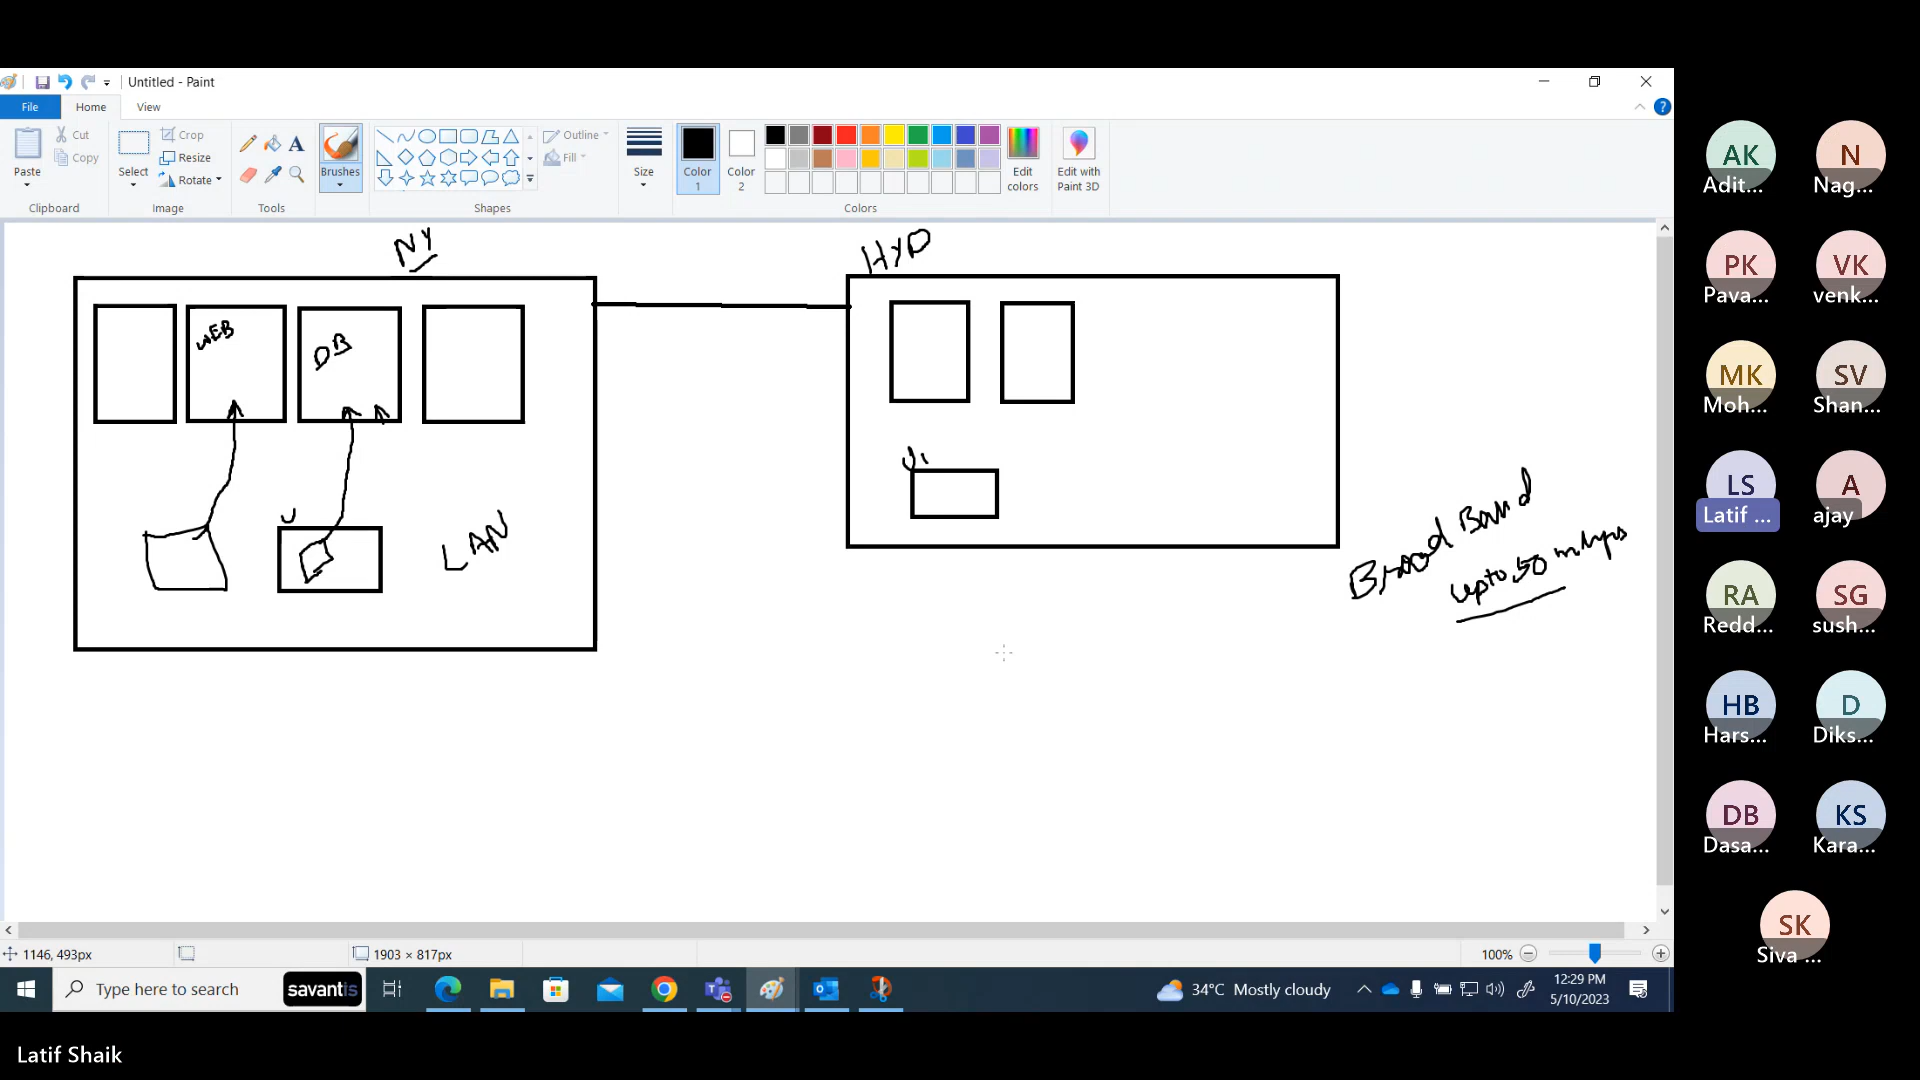 Untitled - Paint
File Home View
Paste
Cut
Copy
Clipboard
Select
Crop
Resize
Rotate
Image
A
Tools
Brushes
Outline
Fill
Shapes
Size
Color 1
Color 2
Edit colors
Colors
Edit with Paint 3D
NY
WEB
DB
U
LAN
HYD
U1
Broad Band
upto 50 mbps
1146, 493px
1903 × 817px
100%
Type here to search
savantis
34°C Mostly cloudy
12:29 PM
5/10/2023
AK
Adit...
N
Nag...
PK
Pava...
VK
venk...
MK
Moh...
SV
Shan...
LS
Latif ...
A
ajay
RA
Redd...
SG
sush...
HB
Hars...
D
Diks...
DB
Dasa...
KS
Kara...
SK
Siva ...
Latif Shaik